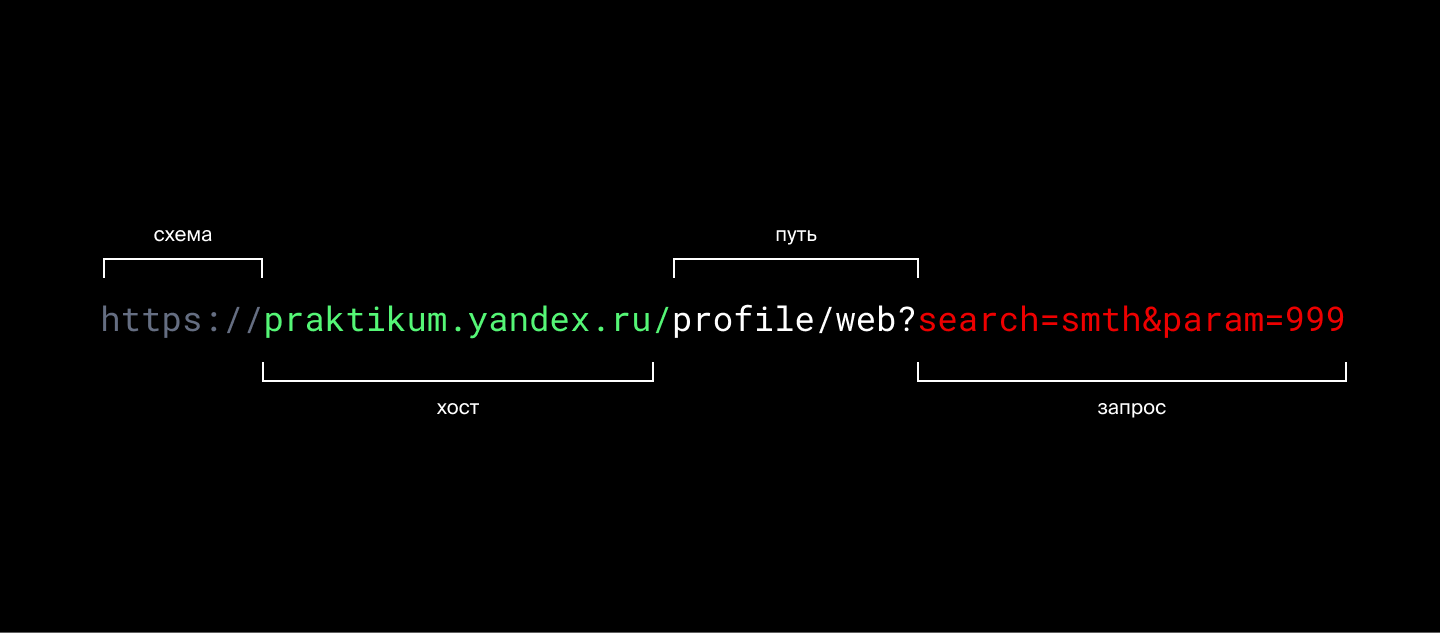 схема
путь
https://praktikum.yandex.ru/profile/web?search=smth&param=999
хост
запрос